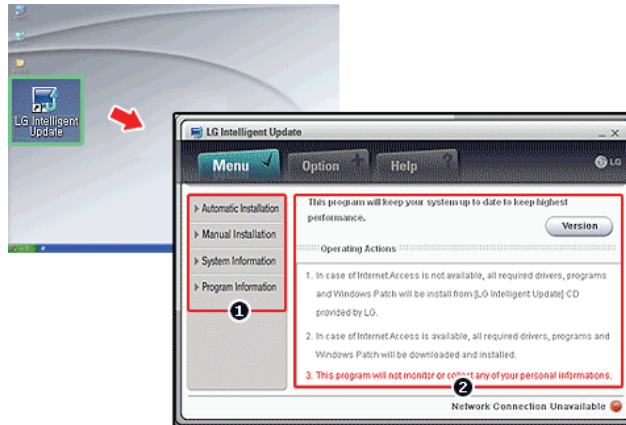 LG Intelligent
Update
LG Intelligent Update
Menu
Option
Help
LG
Automatic Installation
Manual Installation
System Information
Program Information
1
This program will keep your system up to date to keep highest
performance.
Version
Operating Actions
1. In case of Internet Access is not available, all required drivers, programs
and Windows Patch will be install from [LG Intelligent Update] CD
provided by LG.
2. In case of Internet Access is available, all required drivers, programs and
Windows Patch will be downloaded and installed.
3. This program will not monitor or collect any of your personal informations.
2
Network Connection Unavailable